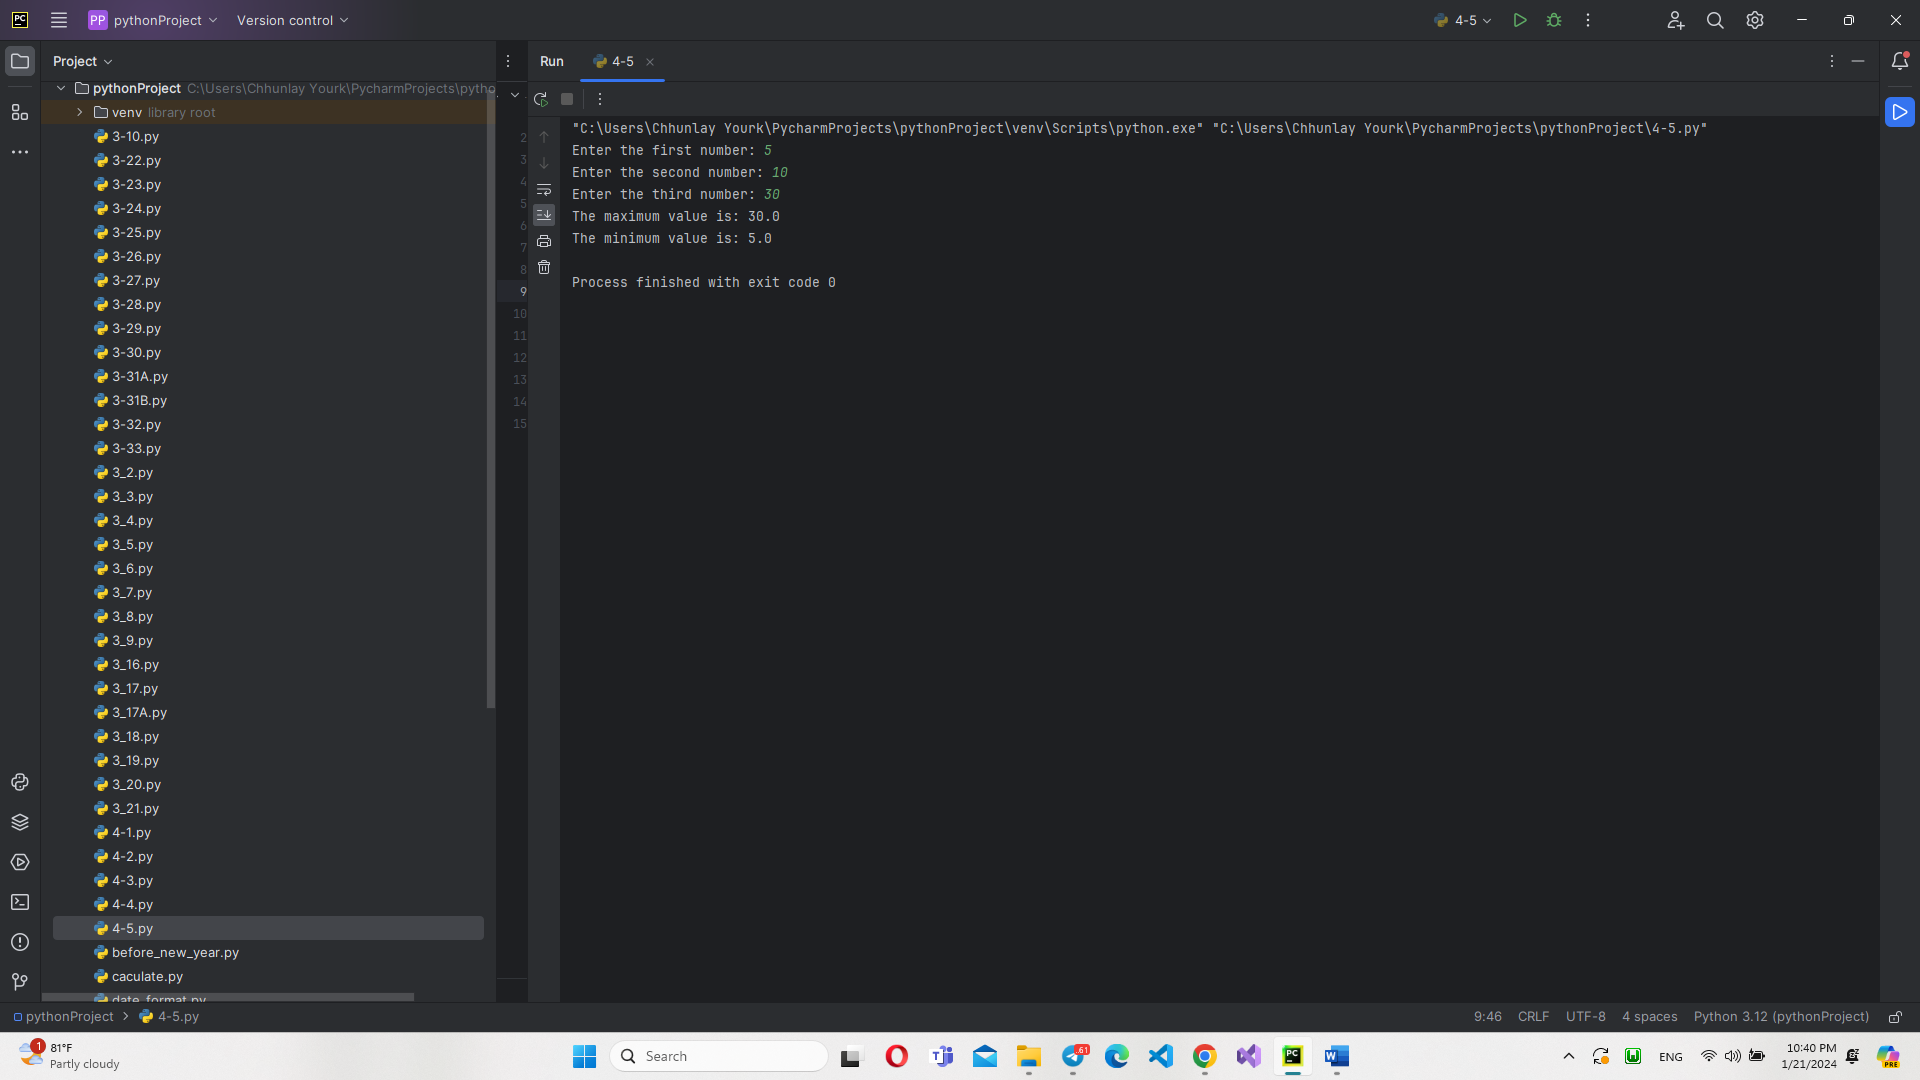 PC
PP pythonProject
Version control
4-5
Project
Run
4-5
pythonProject C:\Users\Chhunlay Yourk\PycharmProjects\pytho
venv library root
3-10.py
3-22.py
3-23.py
3-24.py
3-25.py
3-26.py
3-27.py
3-28.py
3-29.py
3-30.py
3-31A.py
3-31B.py
3-32.py
3-33.py
3_2.py
3_3.py
3_4.py
3_5.py
3_6.py
3_7.py
3_8.py
3_9.py
3_16.py
3_17.py
3_17A.py
3_18.py
3_19.py
3_20.py
3_21.py
4-1.py
4-2.py
4-3.py
4-4.py
4-5.py
before_new_year.py
caculate.py
date_format.py
2
3
4
5
6
7
8
9
10
11
12
13
14
15
"C:\Users\Chhunlay Yourk\PycharmProjects\pythonProject\venv\Scripts\python.exe" "C:\Users\Chhunlay Yourk\PycharmProjects\pythonProject\4-5.py"
Enter the first number: 5
Enter the second number: 10
Enter the third number: 30
The maximum value is: 30.0
The minimum value is: 5.0
Process finished with exit code 0
pythonProject
4-5.py
9:46
CRLF
UTF-8
4 spaces
Python 3.12 (pythonProject)
1
81°F
Partly cloudy
Search
61
PC
W
ENG
10:40 PM
1/21/2024
PRE